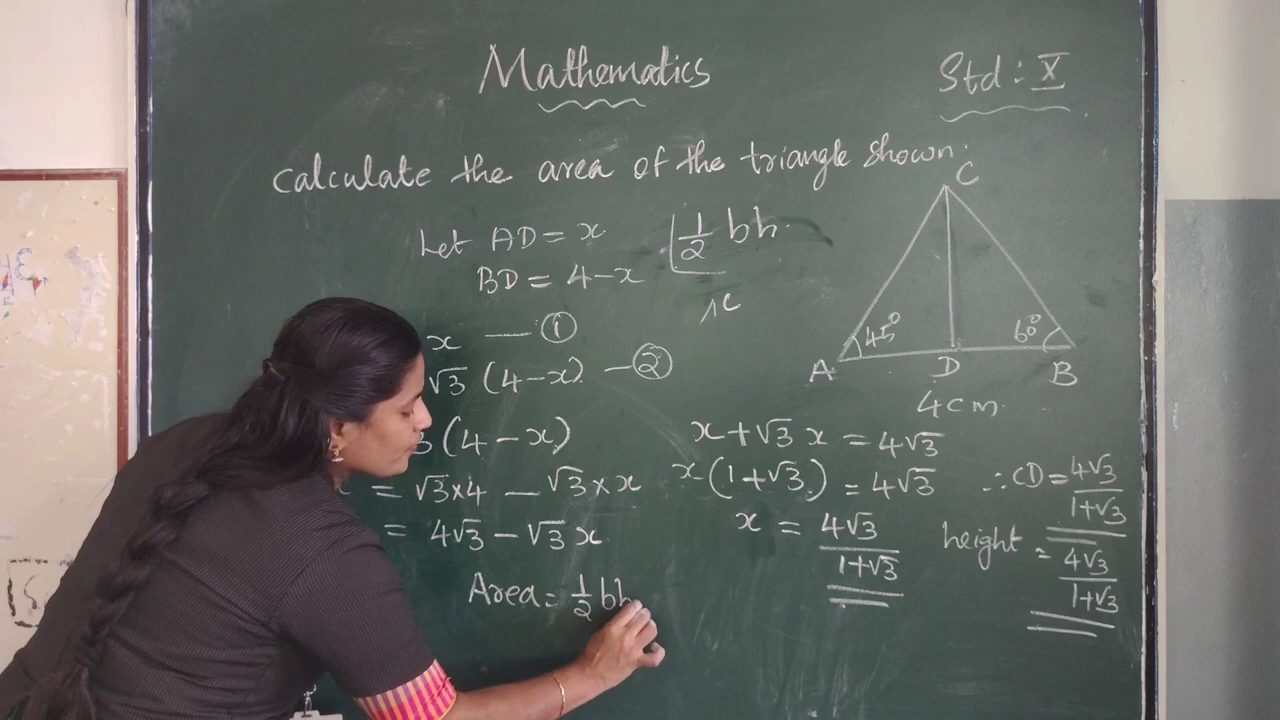 Mathematics
Std : X
calculate the area of the triangle shown.
Let AD = x
BD = 4-x
1/2 bh
x — ①
√3 (4-x) — ②
3 (4 - x)
= √3×4 - √3×x
= 4√3 - √3 x
Area = 1/2 bh
C
45°
60°
A
D
B
4cm
x+√3 x = 4√3
x(1+√3) = 4√3
x = 4√3/1+√3
∴ CD = 4√3/1+√3
height = 4√3/1+√3